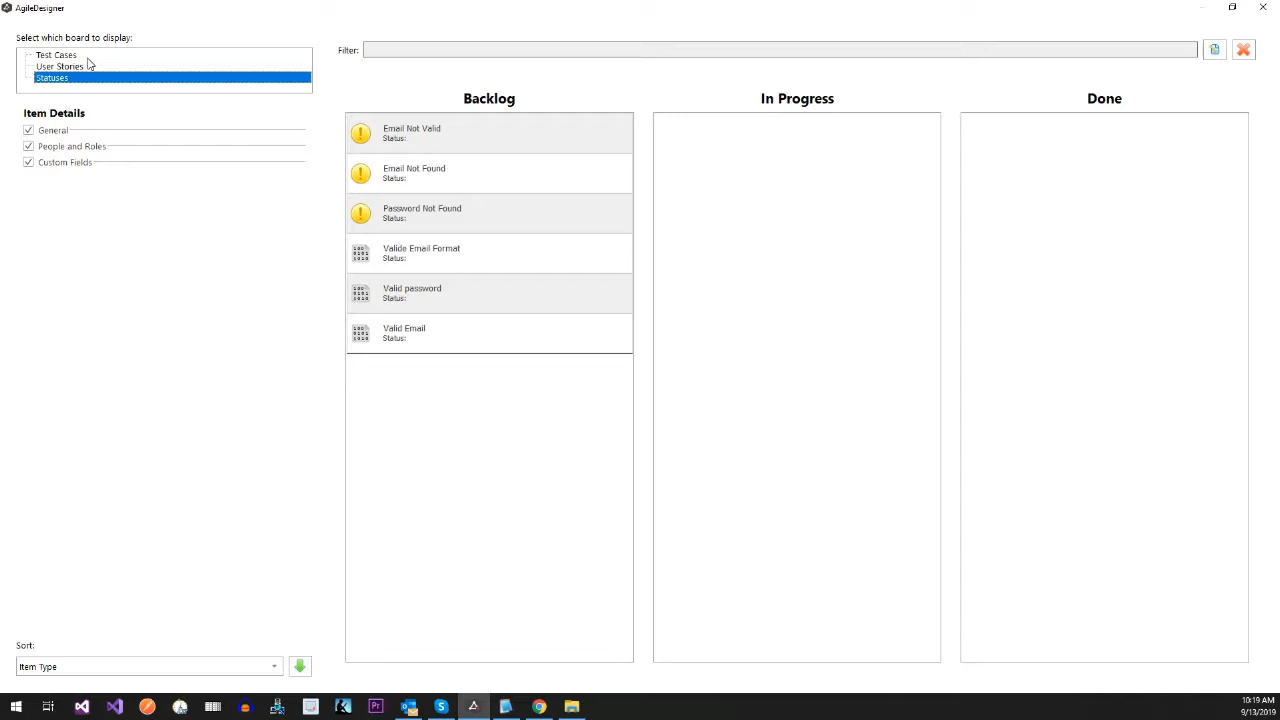 AgileDesigner
Select which board to display:
Test Cases
User Stories
Statuses
Item Details
General
People and Roles
Custom Fields
Filter:
Backlog
Email Not Valid
Status:
Email Not Found
Status:
Password Not Found
Status:
Valide Email Format
Status:
Valid password
Status:
Valid Email
Status:
In Progress
Done
Sort:
Item Type
Pr
10:19 AM
9/13/2019